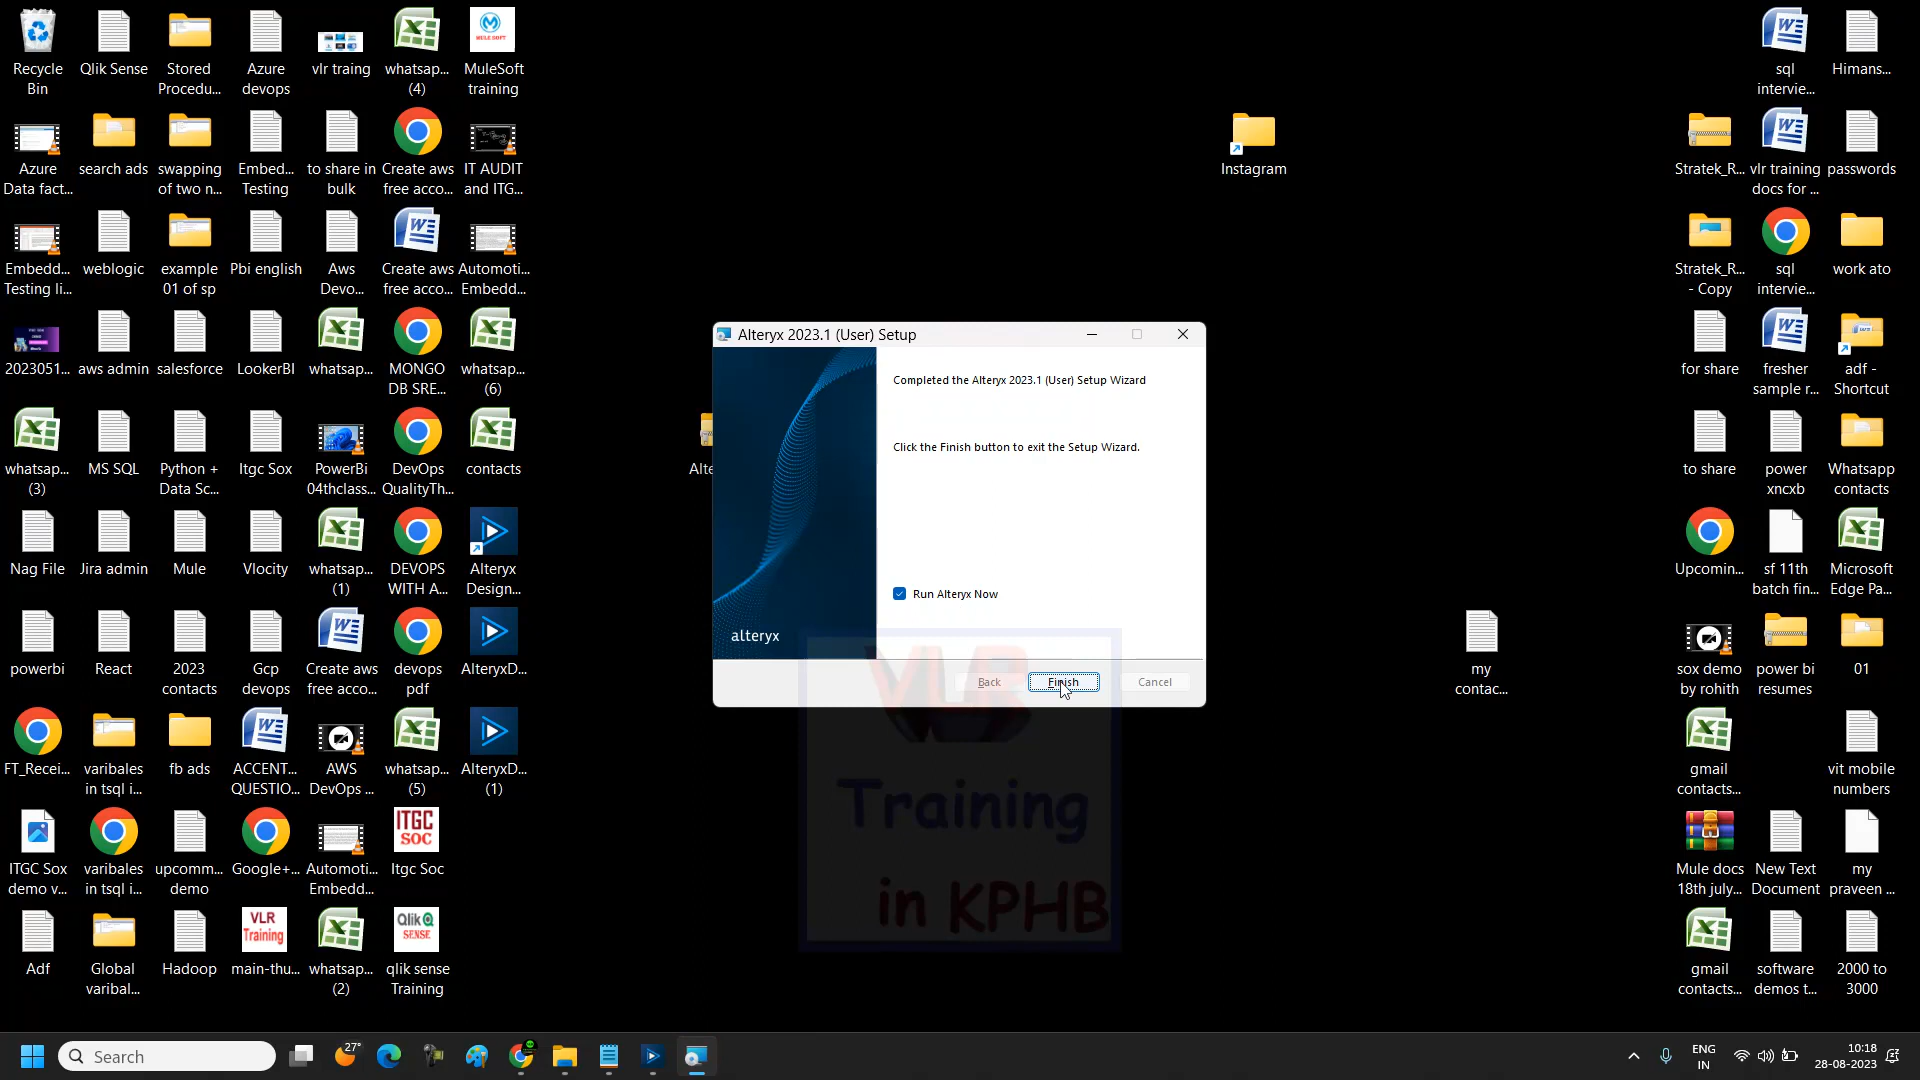 Recycle
Bin
Qlik Sense
Stored
Procedu...
Azure
devops
vlr traing
whatsap...
(4)
MULE SOFT
MuleSoft
training
Azure
Data fact...
search ads
swapping
of two n...
Embed...
Testing
to share in
bulk
Create aws
free acco...
IT AUDIT
and ITG...
Embedd...
Testing li...
weblogic
example
01 of sp
Pbi english
Aws
Devo...
Create aws
free acco...
Automoti...
Embedd...
2023051...
aws admin
salesforce
LookerBI
whatsap...
MONGO
DB SRE...
whatsap...
(6)
whatsap...
(3)
MS SQL
Python +
Data Sc...
Itgc Sox
PowerBi
04thclass...
DevOps
QualityTh...
contacts
Nag File
Jira admin
Mule
Vlocity
whatsap...
(1)
DEVOPS
WITH A...
Alteryx
Design...
powerbi
React
2023
contacts
Gcp
devops
Create aws
free acco...
devops
pdf
AlteryxD...
FT_Recei...
varibales
in tsql i...
fb ads
ACCENT...
QUESTIO...
AWS
DevOps ...
whatsap...
(5)
AlteryxD...
(1)
ITGC Sox
demo v...
varibales
in tsql i...
upcomm...
demo
Google+...
Automoti...
Embedd...
ITGC
SOC
Itgc Soc
Adf
Global
varibal...
Hadoop
VLR
Training
main-thu...
whatsap...
(2)
Qlik
SENSE
qlik sense
Training
Instagram
Alte
Alteryx 2023.1 (User) Setup
Completed the Alteryx 2023.1 (User) Setup Wizard
Click the Finish button to exit the Setup Wizard.
Run Alteryx Now
alteryx
Back
Finish
Cancel
VLR
Training
in KPHB
my
contac...
sql
intervie...
Himans...
Stratek_R...
vlr training
docs for ...
passwords
Stratek_R...
- Copy
sql
intervie...
work ato
for share
fresher
sample r...
adf -
Shortcut
to share
power
xncxb
Whatsapp
contacts
Upcomin...
sf 11th
batch fin...
Microsoft
Edge Pa...
sox demo
by rohith
power bi
resumes
01
gmail
contacts...
vit mobile
numbers
Mule docs
18th july...
New Text
Document
my
praveen ...
gmail
contacts...
software
demos t...
2000 to
3000
Search
27°
ENG
IN
10:18
28-08-2023